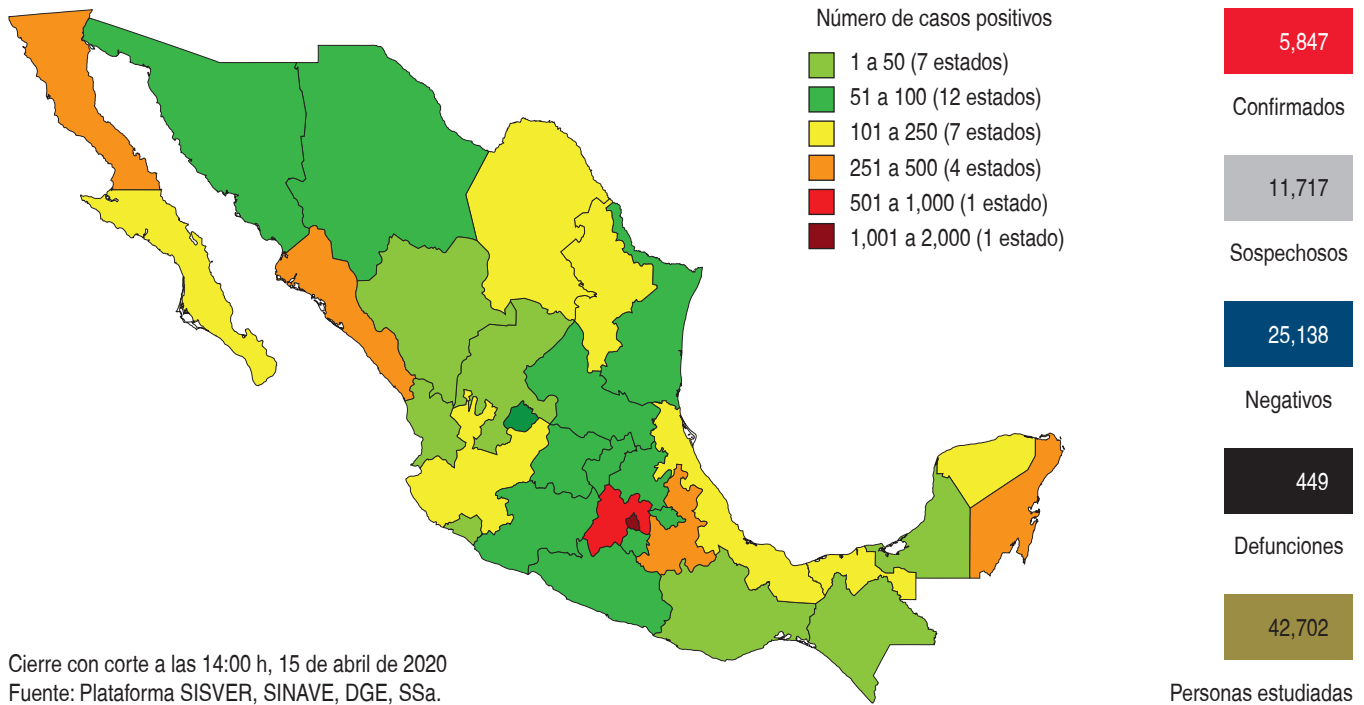 Número de casos positivos
1 a 50 (7 estados)
51 a 100 (12 estados)
101 a 250 (7 estados)
251 a 500 (4 estados)
501 a 1,000 (1 estado)
1,001 a 2,000 (1 estado)
5,847
Confirmados
11,717
Sospechosos
25,138
Negativos
449
Defunciones
42,702
Personas estudiadas
Cierre con corte a las 14:00 h, 15 de abril de 2020
Fuente: Plataforma SISVER, SINAVE, DGE, SSa.